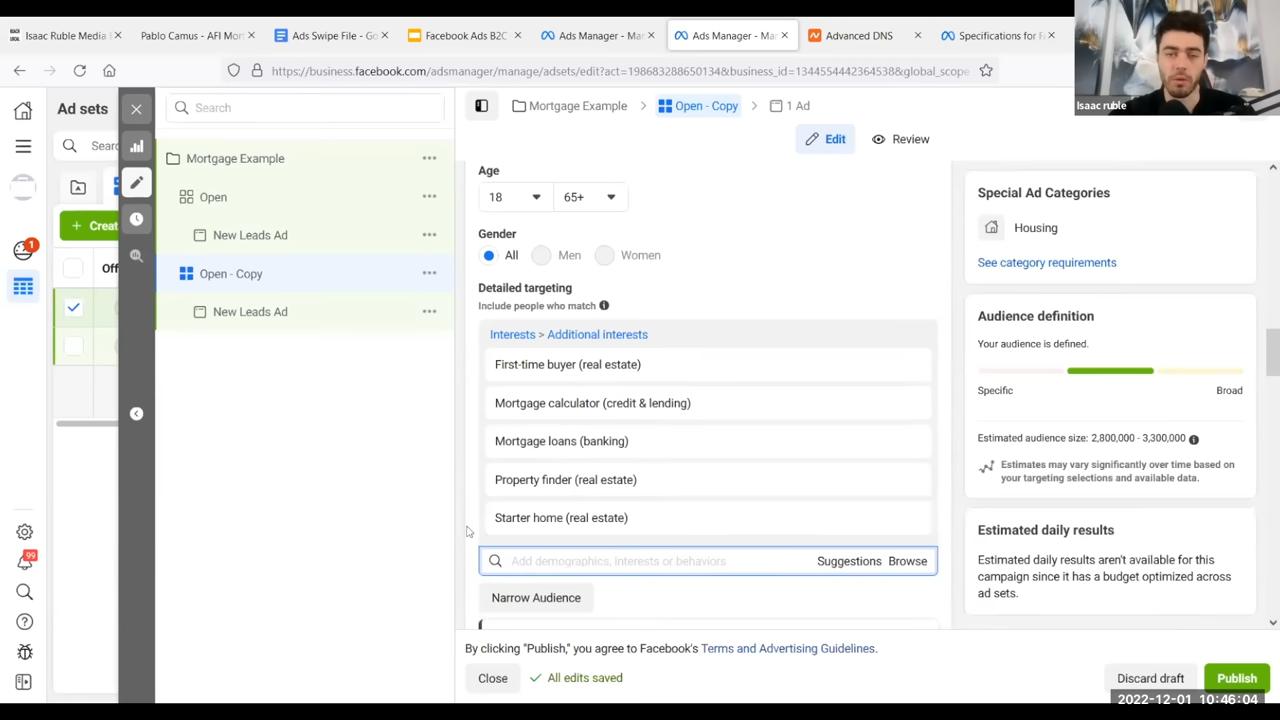 Isaac Ruble Media E
Pablo Camus - AFI Mort
Ads Swipe File - Go
Facebook Ads B2C
Ads Manager - Ma
Ads Manager - Ma
Advanced DNS
Specifications for F
https://business.facebook.com/adsmanager/manage/adsets/edit?act=198683288650134&business_id=1344554442364538&global_scope
Isaac ruble
Ad sets
Search
Mortgage Example
Open - Copy
1 Ad
Searc
Edit
Review
Mortgage Example
Open
New Leads Ad
Open - Copy
New Leads Ad
1
99
+ Creat
Off
Age
18
65+
Gender
All
Men
Women
Detailed targeting
Include people who match
Interests > Additional interests
First-time buyer (real estate)
Mortgage calculator (credit & lending)
Mortgage loans (banking)
Property finder (real estate)
Starter home (real estate)
Add demographics, interests or behaviors
Suggestions
Browse
Narrow Audience
Special Ad Categories
Housing
See category requirements
Audience definition
Your audience is defined.
Specific
Broad
Estimated audience size: 2,800,000 - 3,300,000
Estimates may vary significantly over time based on
your targeting selections and available data.
Estimated daily results
Estimated daily results aren't available for this
campaign since it has a budget optimized across
ad sets.
By clicking "Publish," you agree to Facebook's Terms and Advertising Guidelines.
Close
All edits saved
Discard draft
Publish
2022-12-01 10:46:04